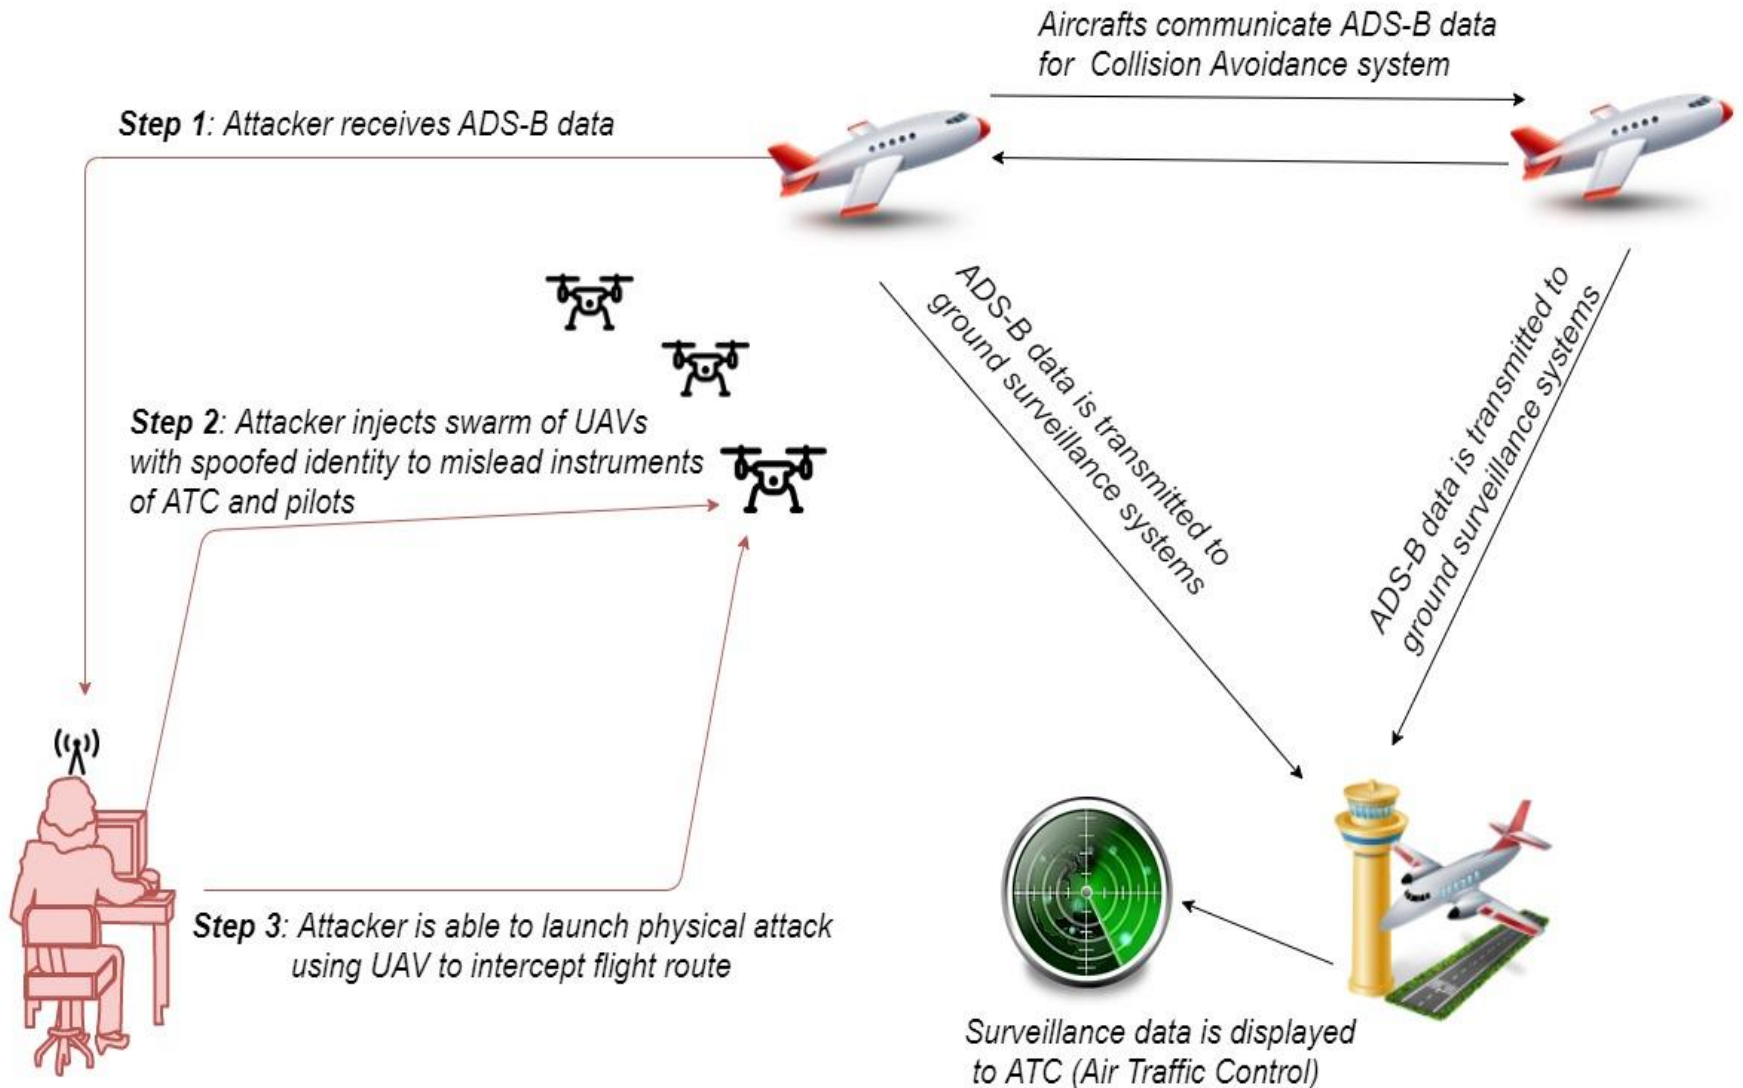 Aircrafts communicate ADS-B data
for Collision Avoidance system
Step 1: Attacker receives ADS-B data
ADS-B data is transmitted to
ground surveillance systems
ADS-B data is transmitted to
ground surveillance systems
Step 2: Attacker injects swarm of UAVs
with spoofed identity to mislead instruments
of ATC and pilots
Step 3: Attacker is able to launch physical attack
using UAV to intercept flight route
Surveillance data is displayed
to ATC (Air Traffic Control)